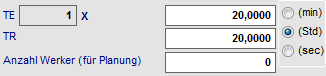 TE 1 X 20,0000 (min)
TR 20,0000 (Std)
Anzahl Werker (für Planung) 0 (sec)